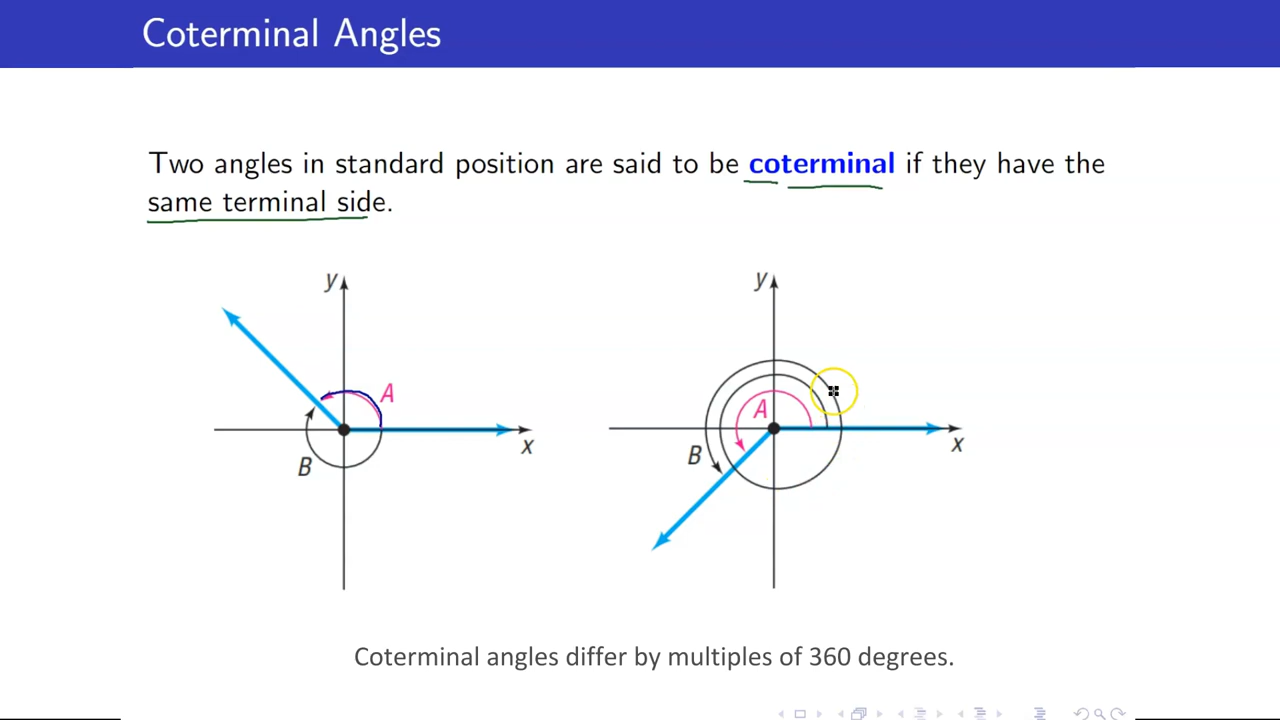 Coterminal Angles
Two angles in standard position are said to be coterminal if they have the
same terminal side.
y
A
x
B
y
A
B
x
Coterminal angles differ by multiples of 360 degrees.